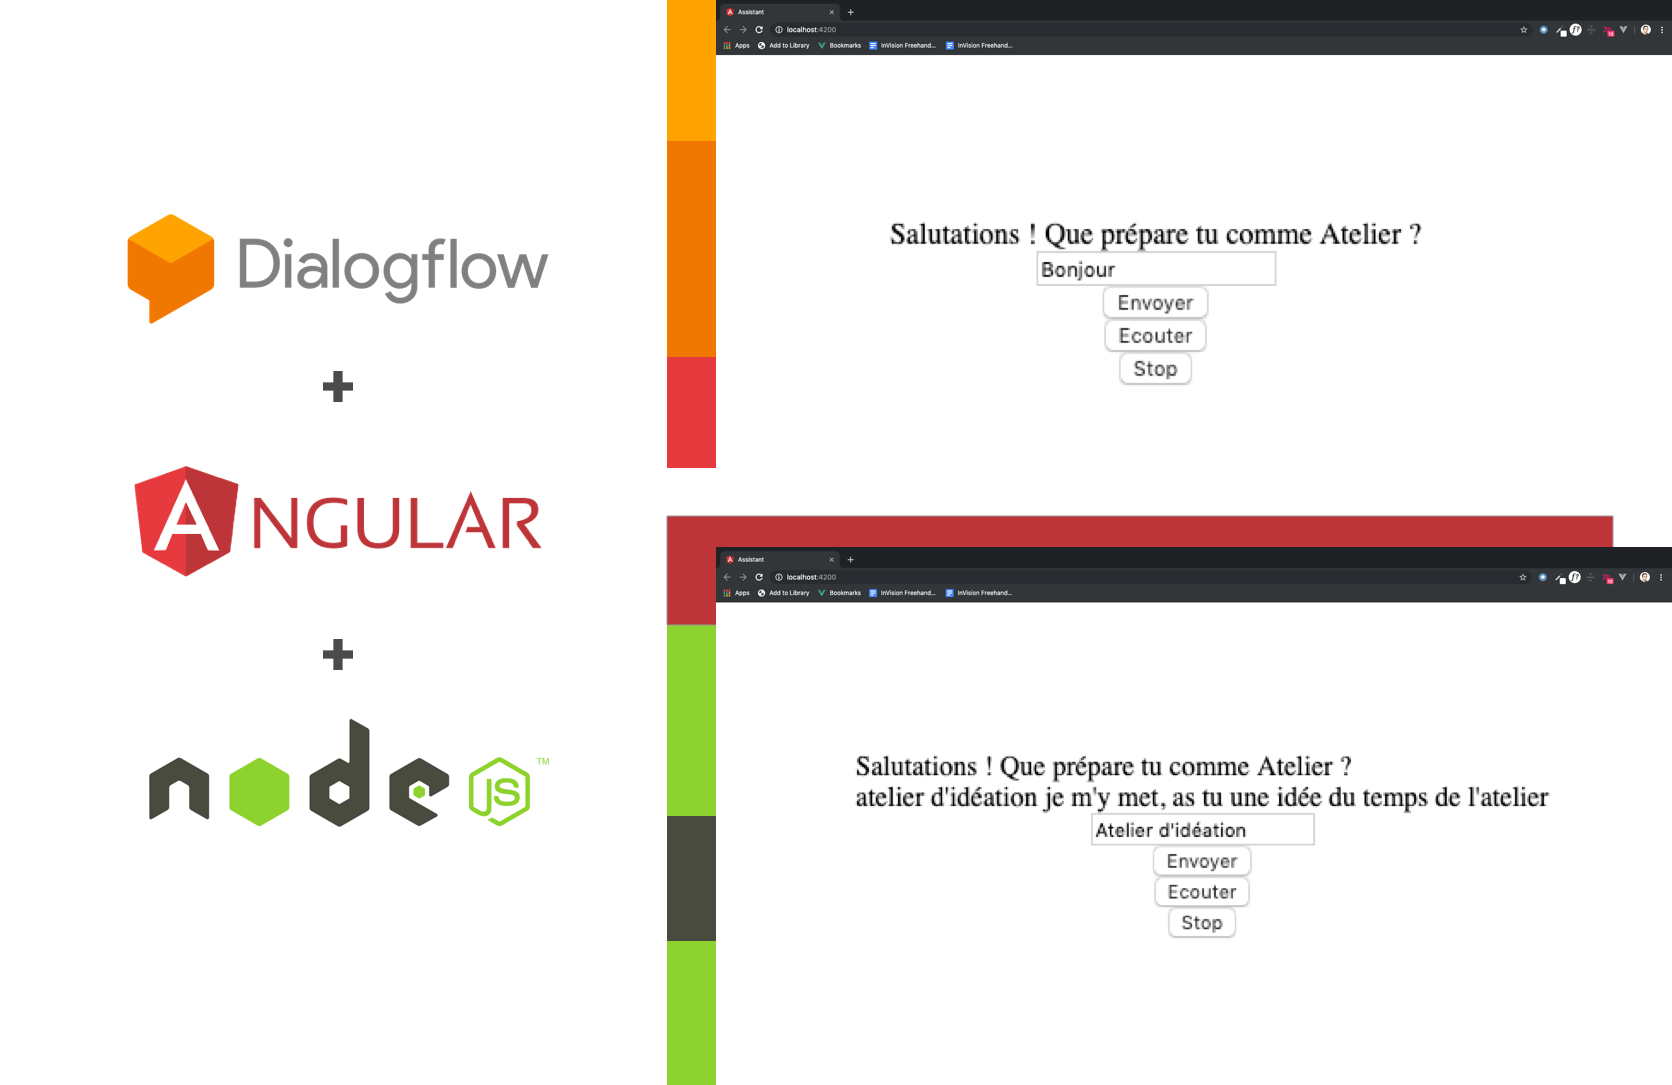 Dialogflow
+
ANGULAR
+
node JS ™
Assistant
localhost:4200
Apps Add to Library Bookmarks InVision Freehand... InVision Freehand...
Salutations ! Que prépare tu comme Atelier ?
Bonjour
Envoyer
Ecouter
Stop
Assistant
localhost:4200
Apps Add to Library Bookmarks InVision Freehand... InVision Freehand...
Salutations ! Que prépare tu comme Atelier ?
atelier d'idéation je m'y met, as tu une idée du temps de l'atelier
Atelier d'idéation
Envoyer
Ecouter
Stop